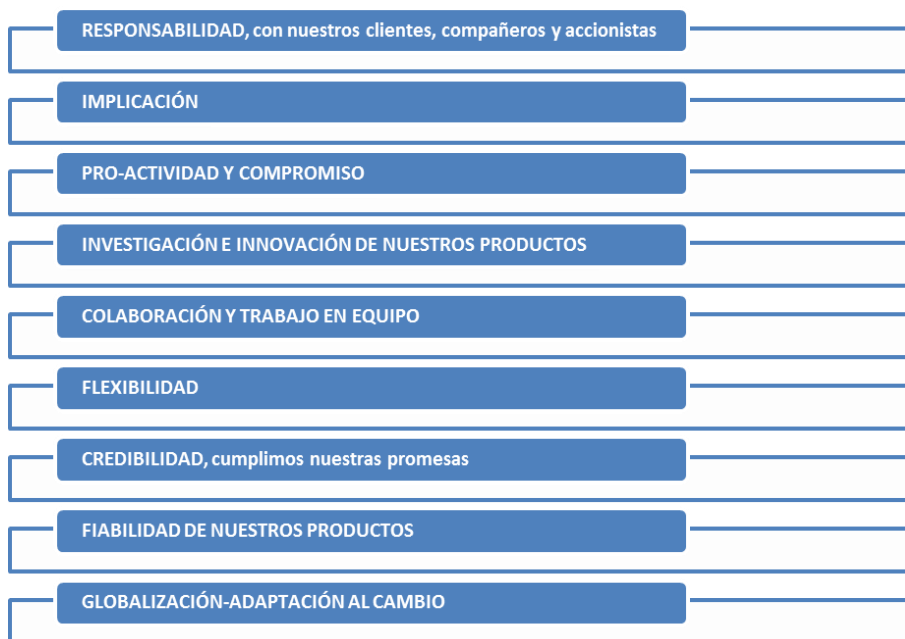 RESPONSABILIDAD, con nuestros clientes, compañeros y accionistas
IMPLICACIÓN
PRO-ACTIVIDAD Y COMPROMISO
INVESTIGACIÓN E INNOVACIÓN DE NUESTROS PRODUCTOS
COLABORACIÓN Y TRABAJO EN EQUIPO
FLEXIBILIDAD
CREDIBILIDAD, cumplimos nuestras promesas
FIABILIDAD DE NUESTROS PRODUCTOS
GLOBALIZACIÓN-ADAPTACIÓN AL CAMBIO